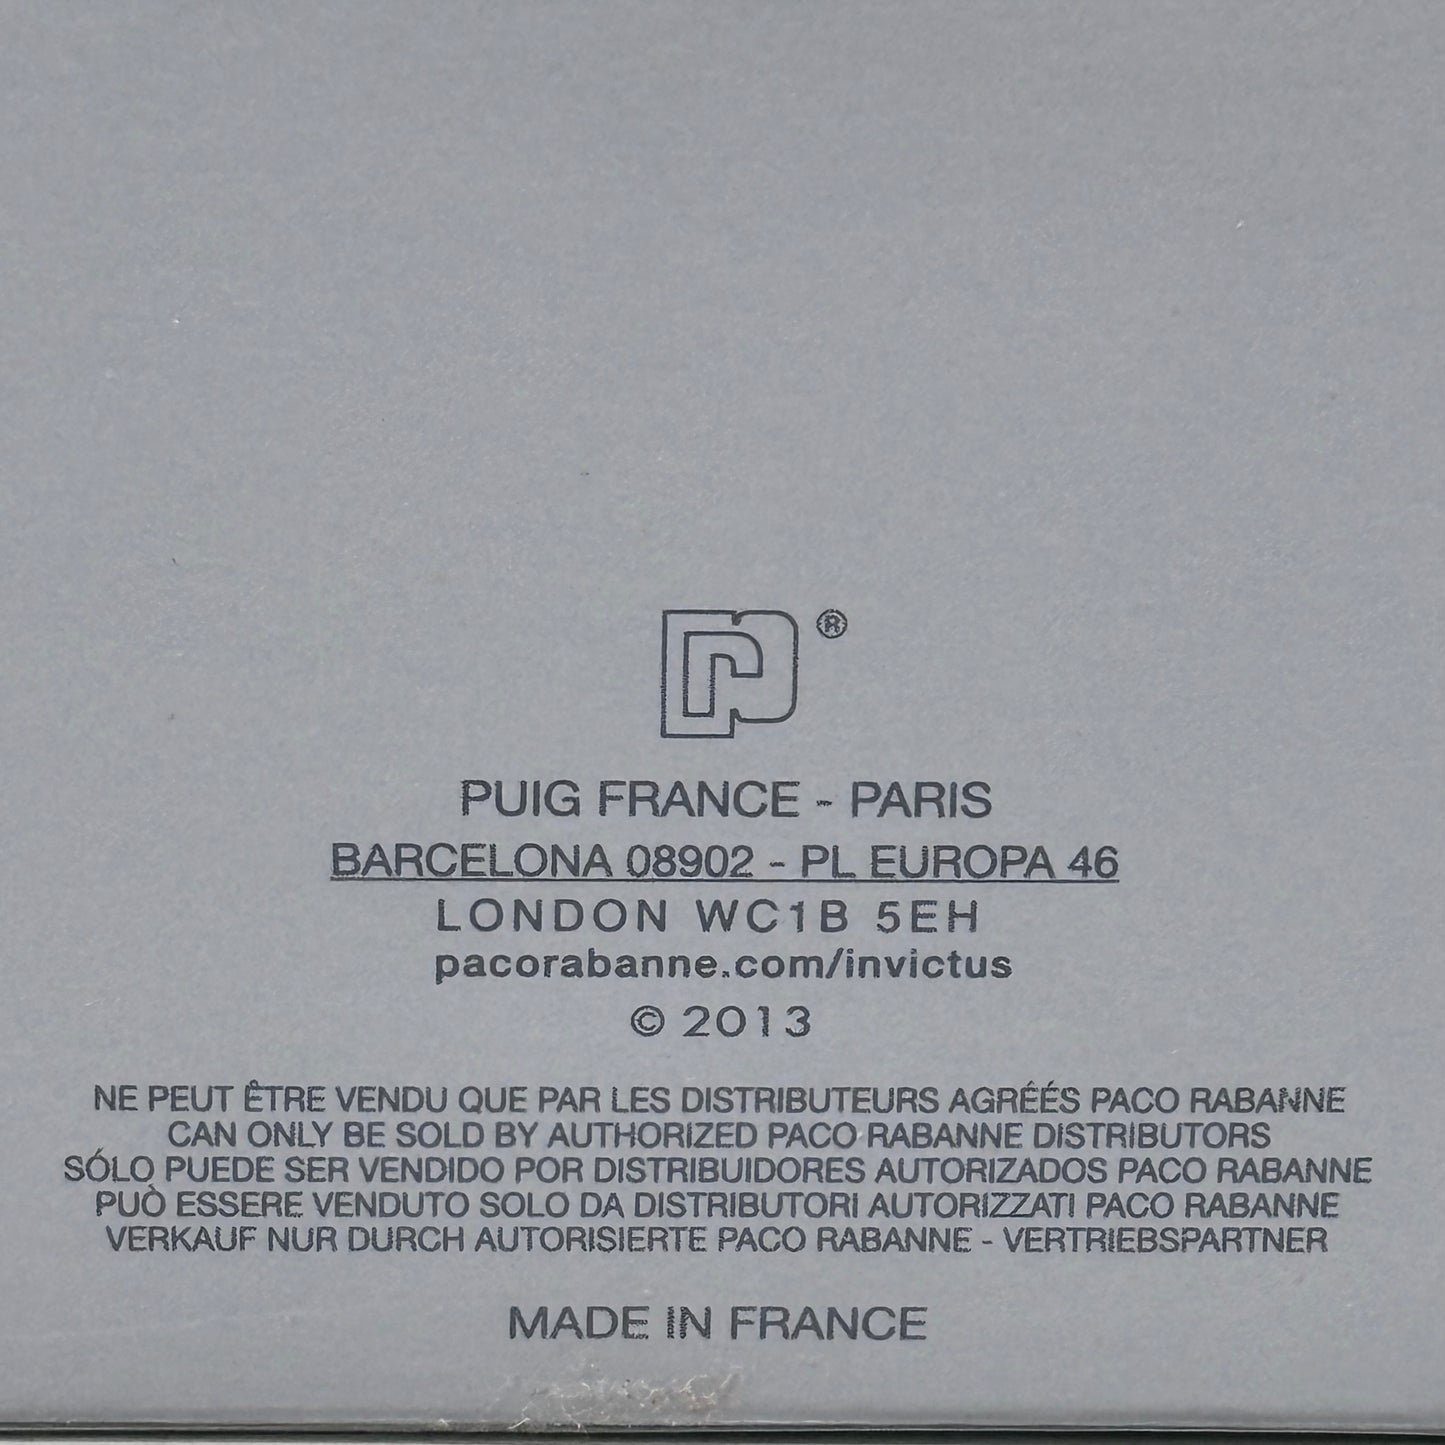 ®
PUIG FRANCE - PARIS
BARCELONA 08902 - PL EUROPA 46
LONDON WC1B 5EH
pacorabanne.com/invictus
© 2013
NE PEUT ÊTRE VENDU QUE PAR LES DISTRIBUTEURS AGRÉÉS PACO RABANNE
CAN ONLY BE SOLD BY AUTHORIZED PACO RABANNE DISTRIBUTORS
SÓLO PUEDE SER VENDIDO POR DISTRIBUIDORES AUTORIZADOS PACO RABANNE
PUÒ ESSERE VENDUTO SOLO DA DISTRIBUTORI AUTORIZZATI PACO RABANNE
VERKAUF NUR DURCH AUTORISIERTE PACO RABANNE - VERTRIEBSPARTNER
MADE IN FRANCE